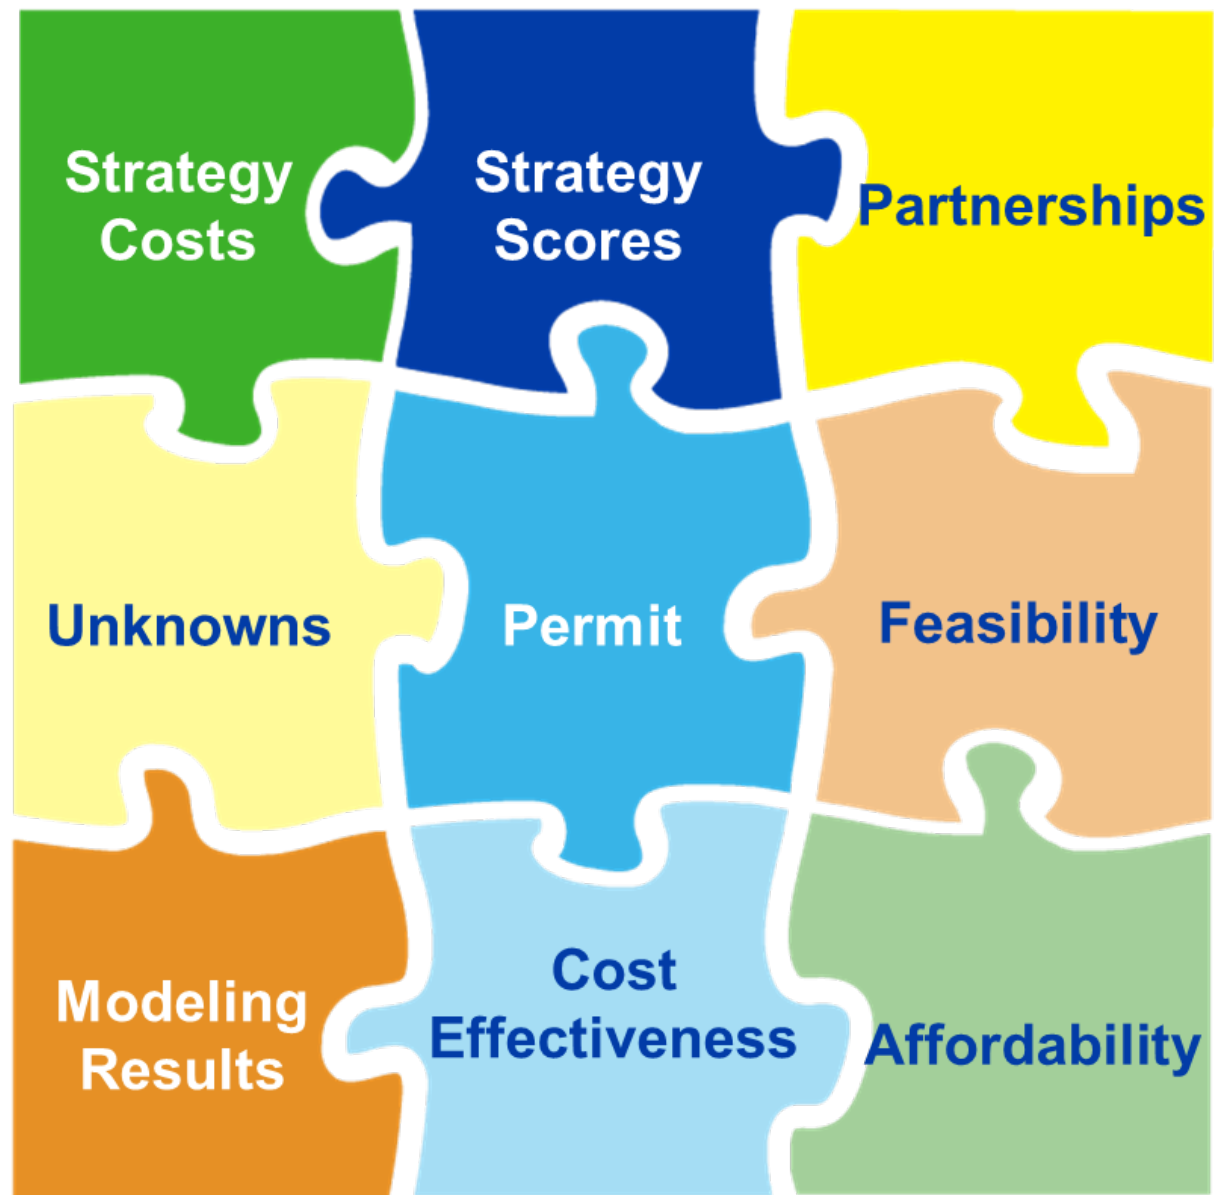 Strategy
Costs
Strategy
Scores
Partnerships
Unknowns
Permit
Feasibility
Modeling
Results
Cost
Effectiveness
Affordability